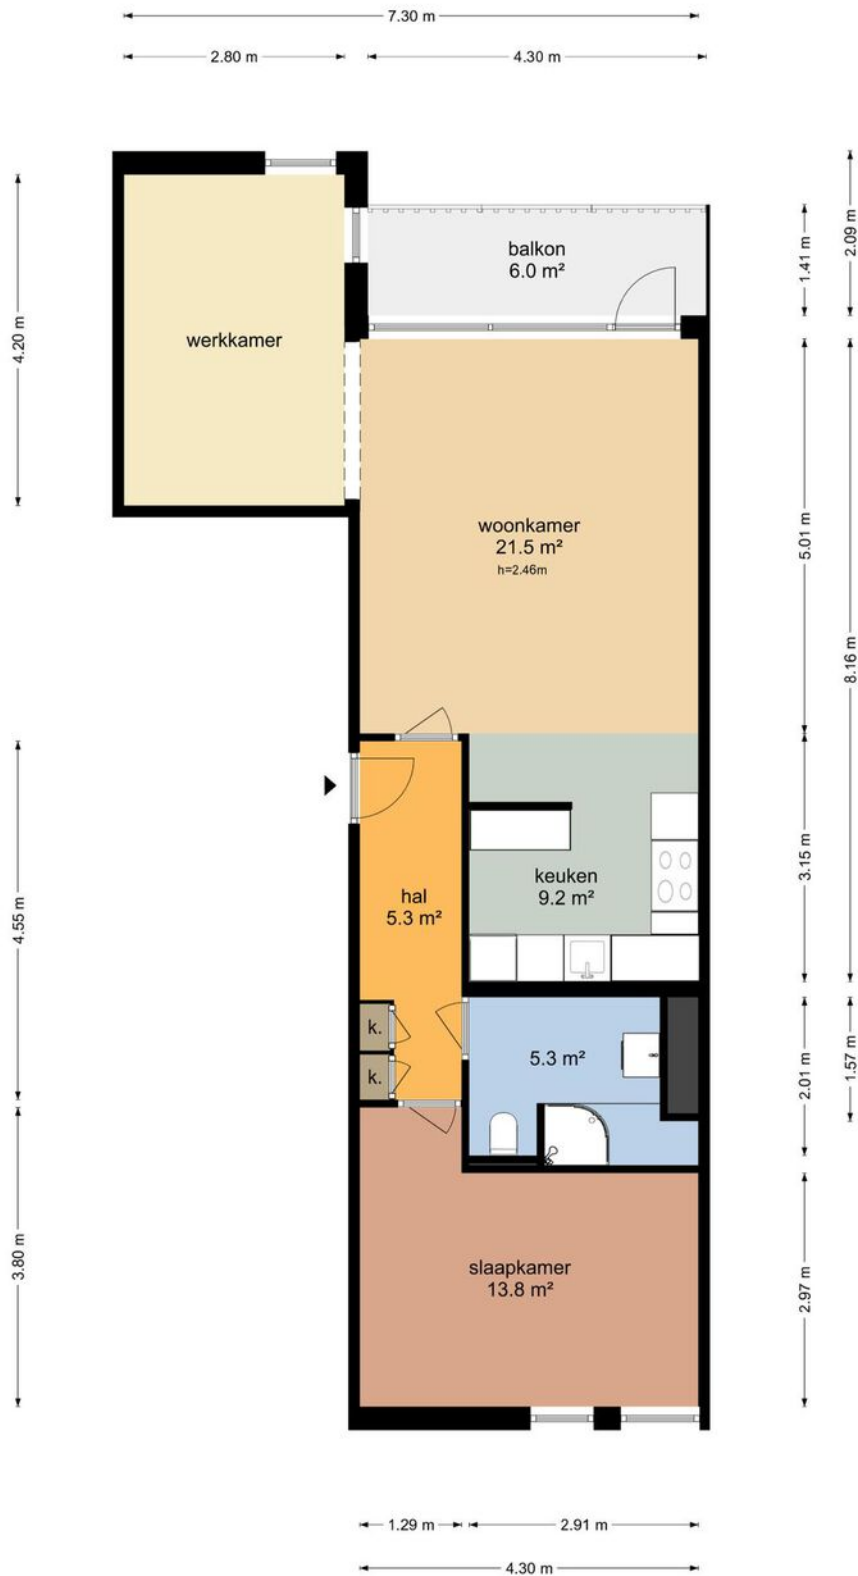 7.30 m
2.80 m
4.30 m
4.20 m
balkon
6.0 m²
1.41 m
2.09 m
werkkamer
woonkamer
21.5 m²
h=2.46m
5.01 m
8.16 m
4.55 m
hal
5.3 m²
keuken
9.2 m²
3.15 m
k.
k.
5.3 m²
2.01 m
1.57 m
3.80 m
slaapkamer
13.8 m²
2.97 m
1.29 m
2.91 m
4.30 m